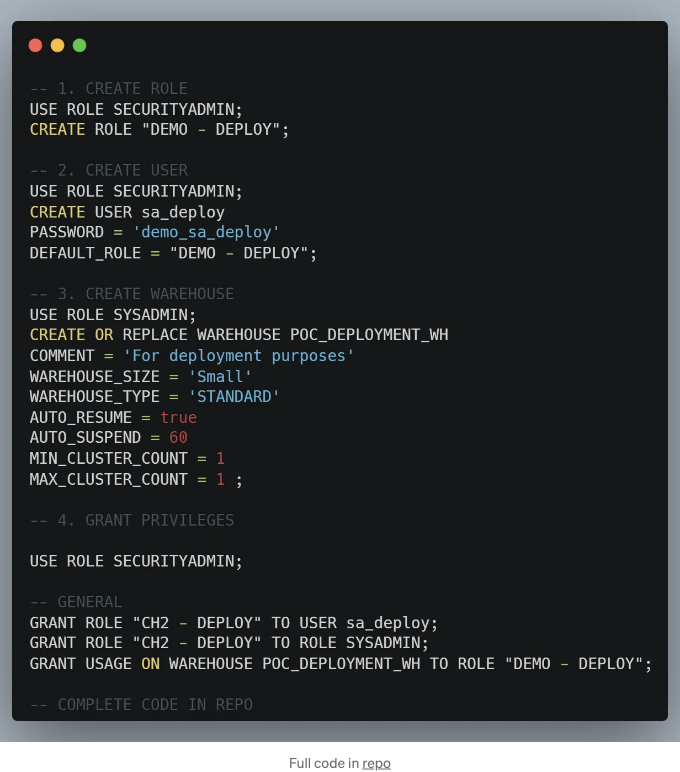 -- 1. CREATE ROLE
USE ROLE SECURITYADMIN;
CREATE ROLE "DEMO - DEPLOY";
-- 2. CREATE USER
USE ROLE SECURITYADMIN;
CREATE USER sa_deploy
PASSWORD = 'demo_sa_deploy'
DEFAULT_ROLE = "DEMO - DEPLOY";
-- 3. CREATE WAREHOUSE
USE ROLE SYSADMIN;
CREATE OR REPLACE WAREHOUSE POC_DEPLOYMENT_WH
COMMENT = 'For deployment purposes'
WAREHOUSE_SIZE = 'Small'
WAREHOUSE_TYPE = 'STANDARD'
AUTO_RESUME = true
AUTO_SUSPEND = 60
MIN_CLUSTER_COUNT = 1
MAX_CLUSTER_COUNT = 1 ;
-- 4. GRANT PRIVILEGES
USE ROLE SECURITYADMIN;
-- GENERAL
GRANT ROLE "CH2 - DEPLOY" TO USER sa_deploy;
GRANT ROLE "CH2 - DEPLOY" TO ROLE SYSADMIN;
GRANT USAGE ON WAREHOUSE POC_DEPLOYMENT_WH TO ROLE "DEMO - DEPLOY";
-- COMPLETE CODE IN REPO
Full code in repo